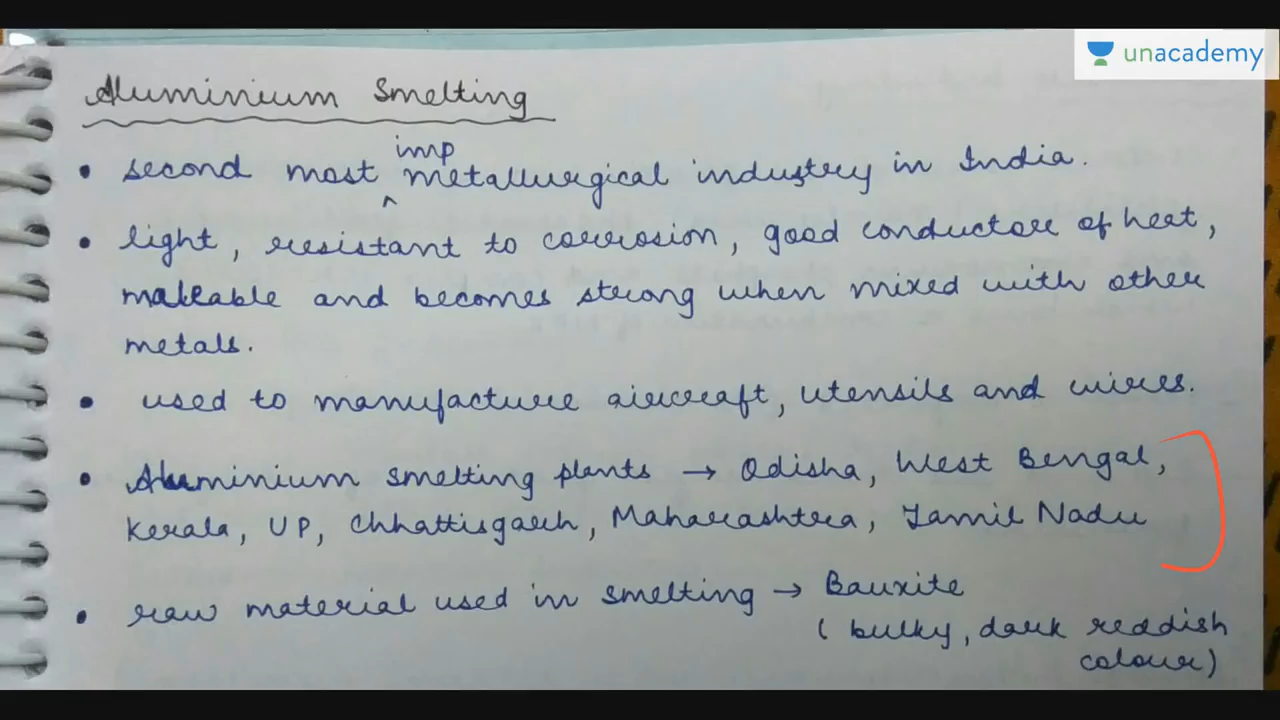 unacademy
Aluminium Smelting
• second most imp metallurgical industry in India.
• light, resistant to corrosion, good conductor of heat,
malleable and becomes strong when mixed with other
metals.
• used to manufacture aircraft, utensils and wires.
• Aluminium smelting plants → Odisha, West Bengal,
Kerala, UP, Chhattisgarh, Maharashtra, Tamil Nadu
• raw material used in smelting → Bauxite
(bulky, dark reddish
colour)